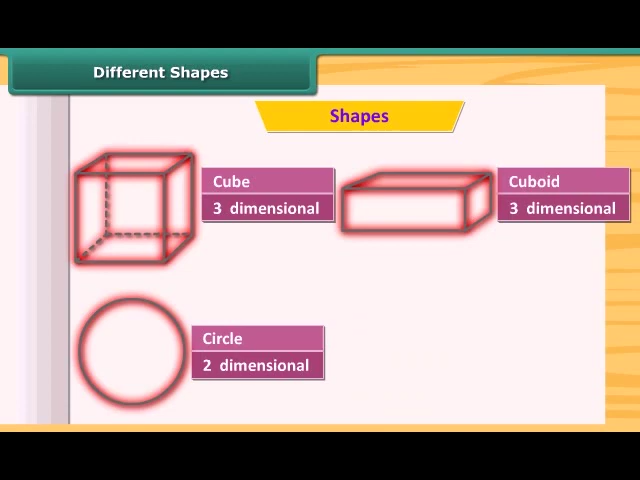 Different Shapes
Shapes
Cube
3 dimensional
Cuboid
3 dimensional
Circle
2 dimensional